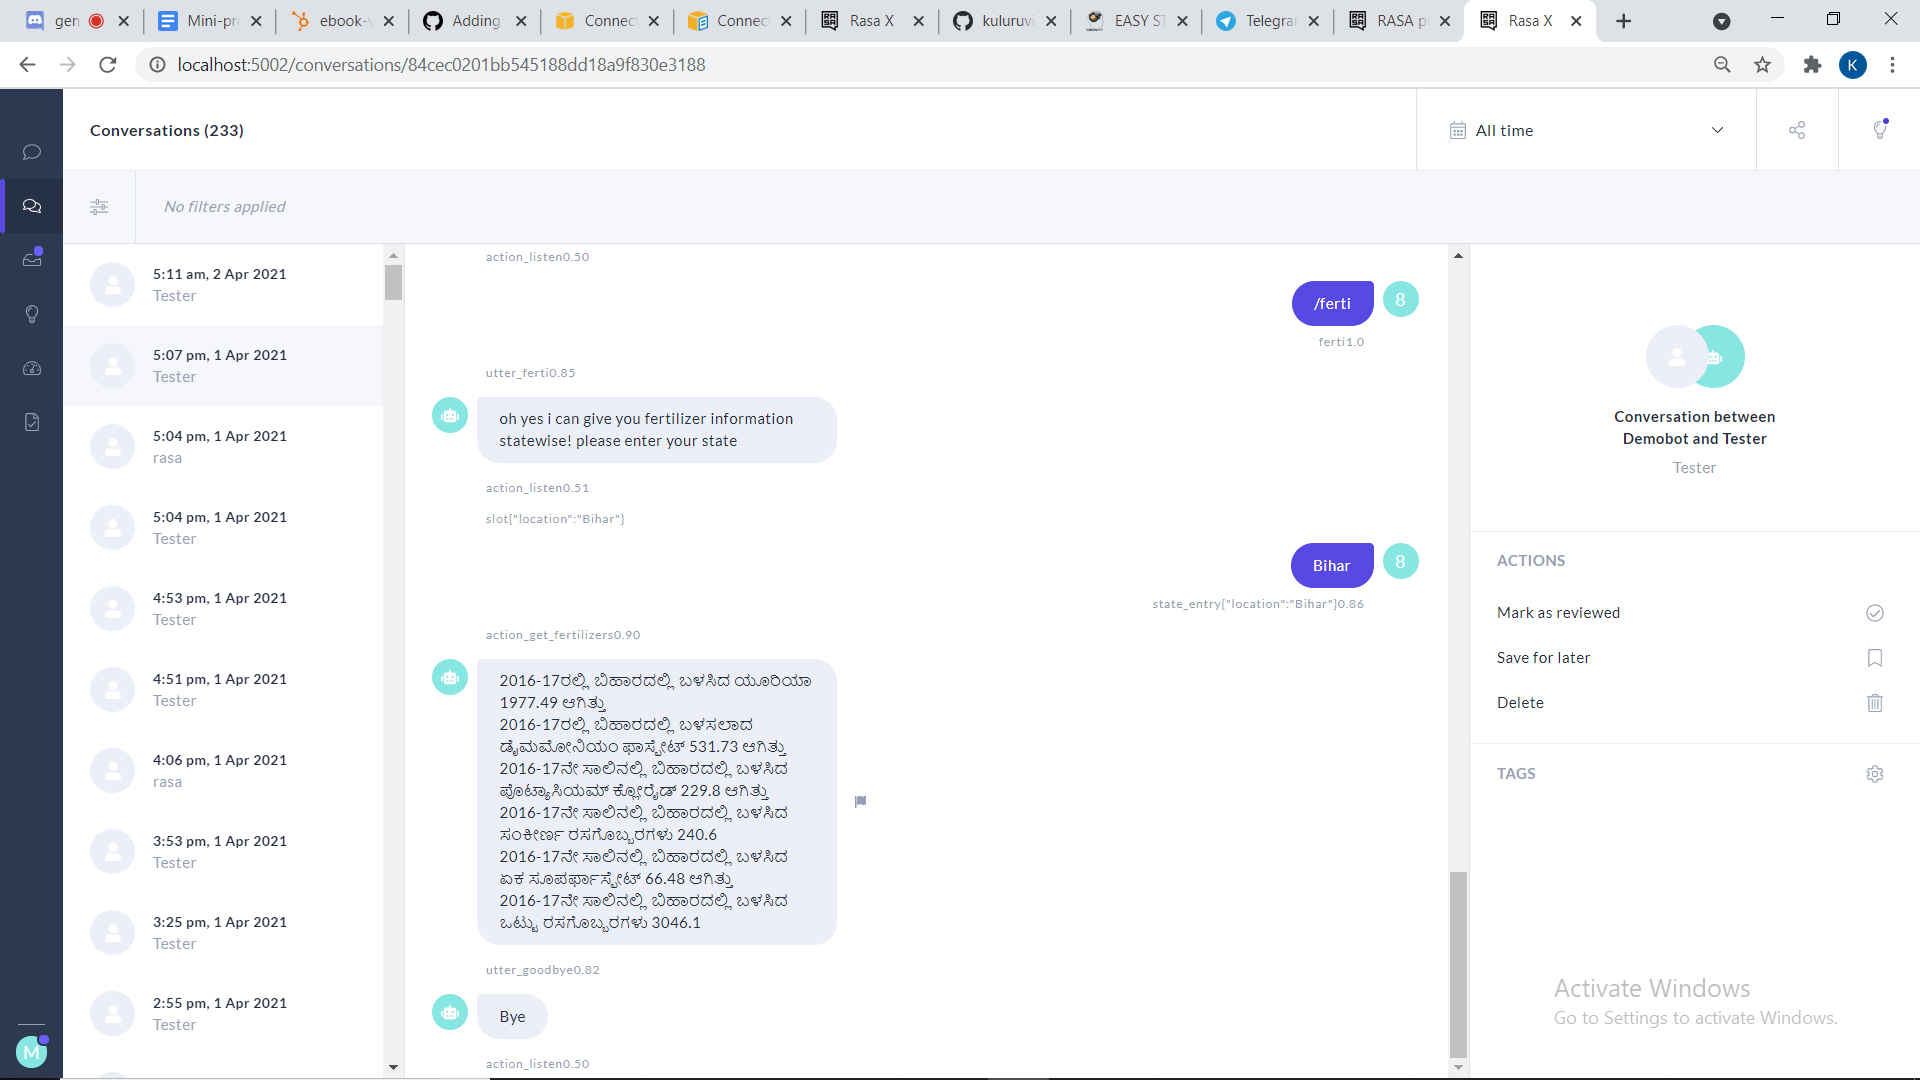 gen
Mini-pr
ebook-v
Adding
Connec
Connec
Rasa X
kuluruvi
EASY ST
Telegrar
RASA p
Rasa X
localhost:5002/conversations/84cec0201bb545188dd18a9f830e3188
K
Conversations (233)
All time
No filters applied
5:11 am, 2 Apr 2021
Tester
5:07 pm, 1 Apr 2021
Tester
5:04 pm, 1 Apr 2021
rasa
5:04 pm, 1 Apr 2021
Tester
4:53 pm, 1 Apr 2021
Tester
4:51 pm, 1 Apr 2021
Tester
4:06 pm, 1 Apr 2021
rasa
3:53 pm, 1 Apr 2021
Tester
3:25 pm, 1 Apr 2021
Tester
2:55 pm, 1 Apr 2021
Tester
M
action_listen0.50
/ferti
8
ferti1.0
utter_ferti0.85
oh yes i can give you fertilizer information
statewise! please enter your state
action_listen0.51
slot{"location":"Bihar"}
Bihar
8
state_entry{"location":"Bihar"}0.86
action_get_fertilizers0.90
2016-17ರಲ್ಲಿ ಬಿಹಾರದಲ್ಲಿ ಬಳಸಿದ ಯೂರಿಯಾ
1977.49 ಆಗಿತ್ತು
2016-17ರಲ್ಲಿ ಬಿಹಾರದಲ್ಲಿ ಬಳಸಲಾದ
ಡೈಮಮೋನಿಯಂ ಫಾಸ್ಫೇಟ್ 531.73 ಆಗಿತ್ತು
2016-17ನೇ ಸಾಲಿನಲ್ಲಿ ಬಿಹಾರದಲ್ಲಿ ಬಳಸಿದ
ಪೊಟ್ಯಾಸಿಯಮ್ ಕ್ಲೋರೈಡ್ 229.8 ಆಗಿತ್ತು
2016-17ನೇ ಸಾಲಿನಲ್ಲಿ ಬಿಹಾರದಲ್ಲಿ ಬಳಸಿದ
ಸಂಕೀರ್ಣ ರಸಗೊಬ್ಬರಗಳು 240.6
2016-17ನೇ ಸಾಲಿನಲ್ಲಿ ಬಿಹಾರದಲ್ಲಿ ಬಳಸಿದ
ಏಕ ಸೂಪರ್ಫಾಸ್ಫೇಟ್ 66.48 ಆಗಿತ್ತು
2016-17ನೇ ಸಾಲಿನಲ್ಲಿ ಬಿಹಾರದಲ್ಲಿ ಬಳಸಿದ
ಒಟ್ಟು ರಸಗೊಬ್ಬರಗಳು 3046.1
utter_goodbye0.82
Bye
action_listen0.50
Conversation between
Demobot and Tester
Tester
ACTIONS
Mark as reviewed
Save for later
Delete
TAGS
Activate Windows
Go to Settings to activate Windows.